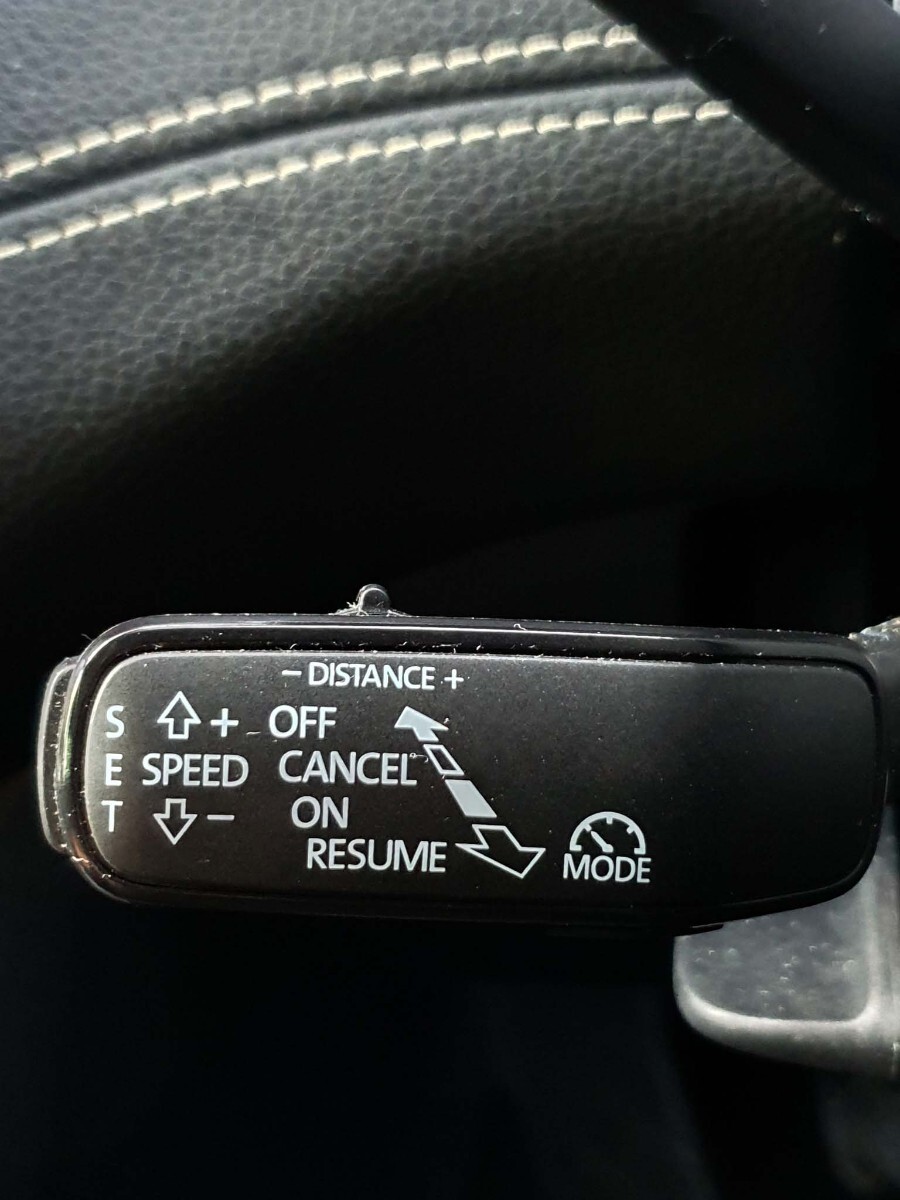 − DISTANCE +
S + OFF
E SPEED CANCEL
T − ON
RESUME
MODE